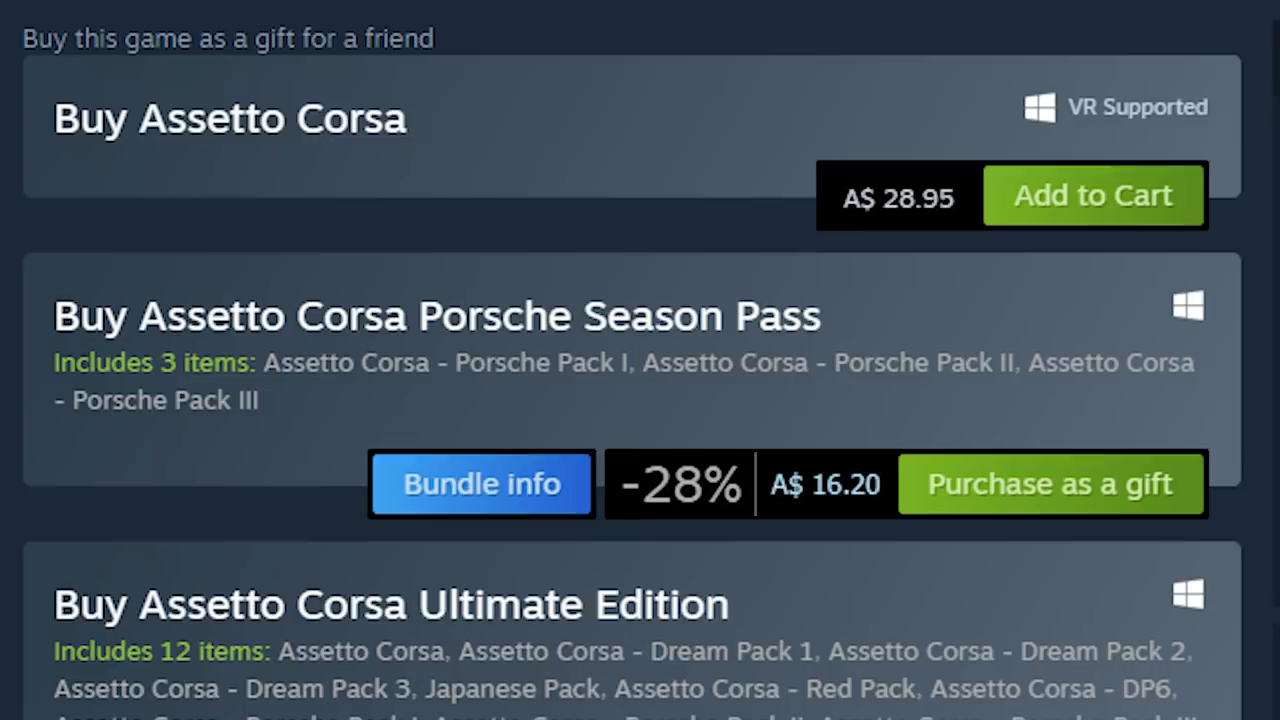 Buy this game as a gift for a friend
Buy Assetto Corsa
VR Supported
A$ 28.95
Add to Cart
Buy Assetto Corsa Porsche Season Pass
Includes 3 items: Assetto Corsa - Porsche Pack I, Assetto Corsa - Porsche Pack II, Assetto Corsa
- Porsche Pack III
Bundle info
-28%
A$ 16.20
Purchase as a gift
Buy Assetto Corsa Ultimate Edition
Includes 12 items: Assetto Corsa, Assetto Corsa - Dream Pack 1, Assetto Corsa - Dream Pack 2,
Assetto Corsa - Dream Pack 3, Japanese Pack, Assetto Corsa - Red Pack, Assetto Corsa - DP6,